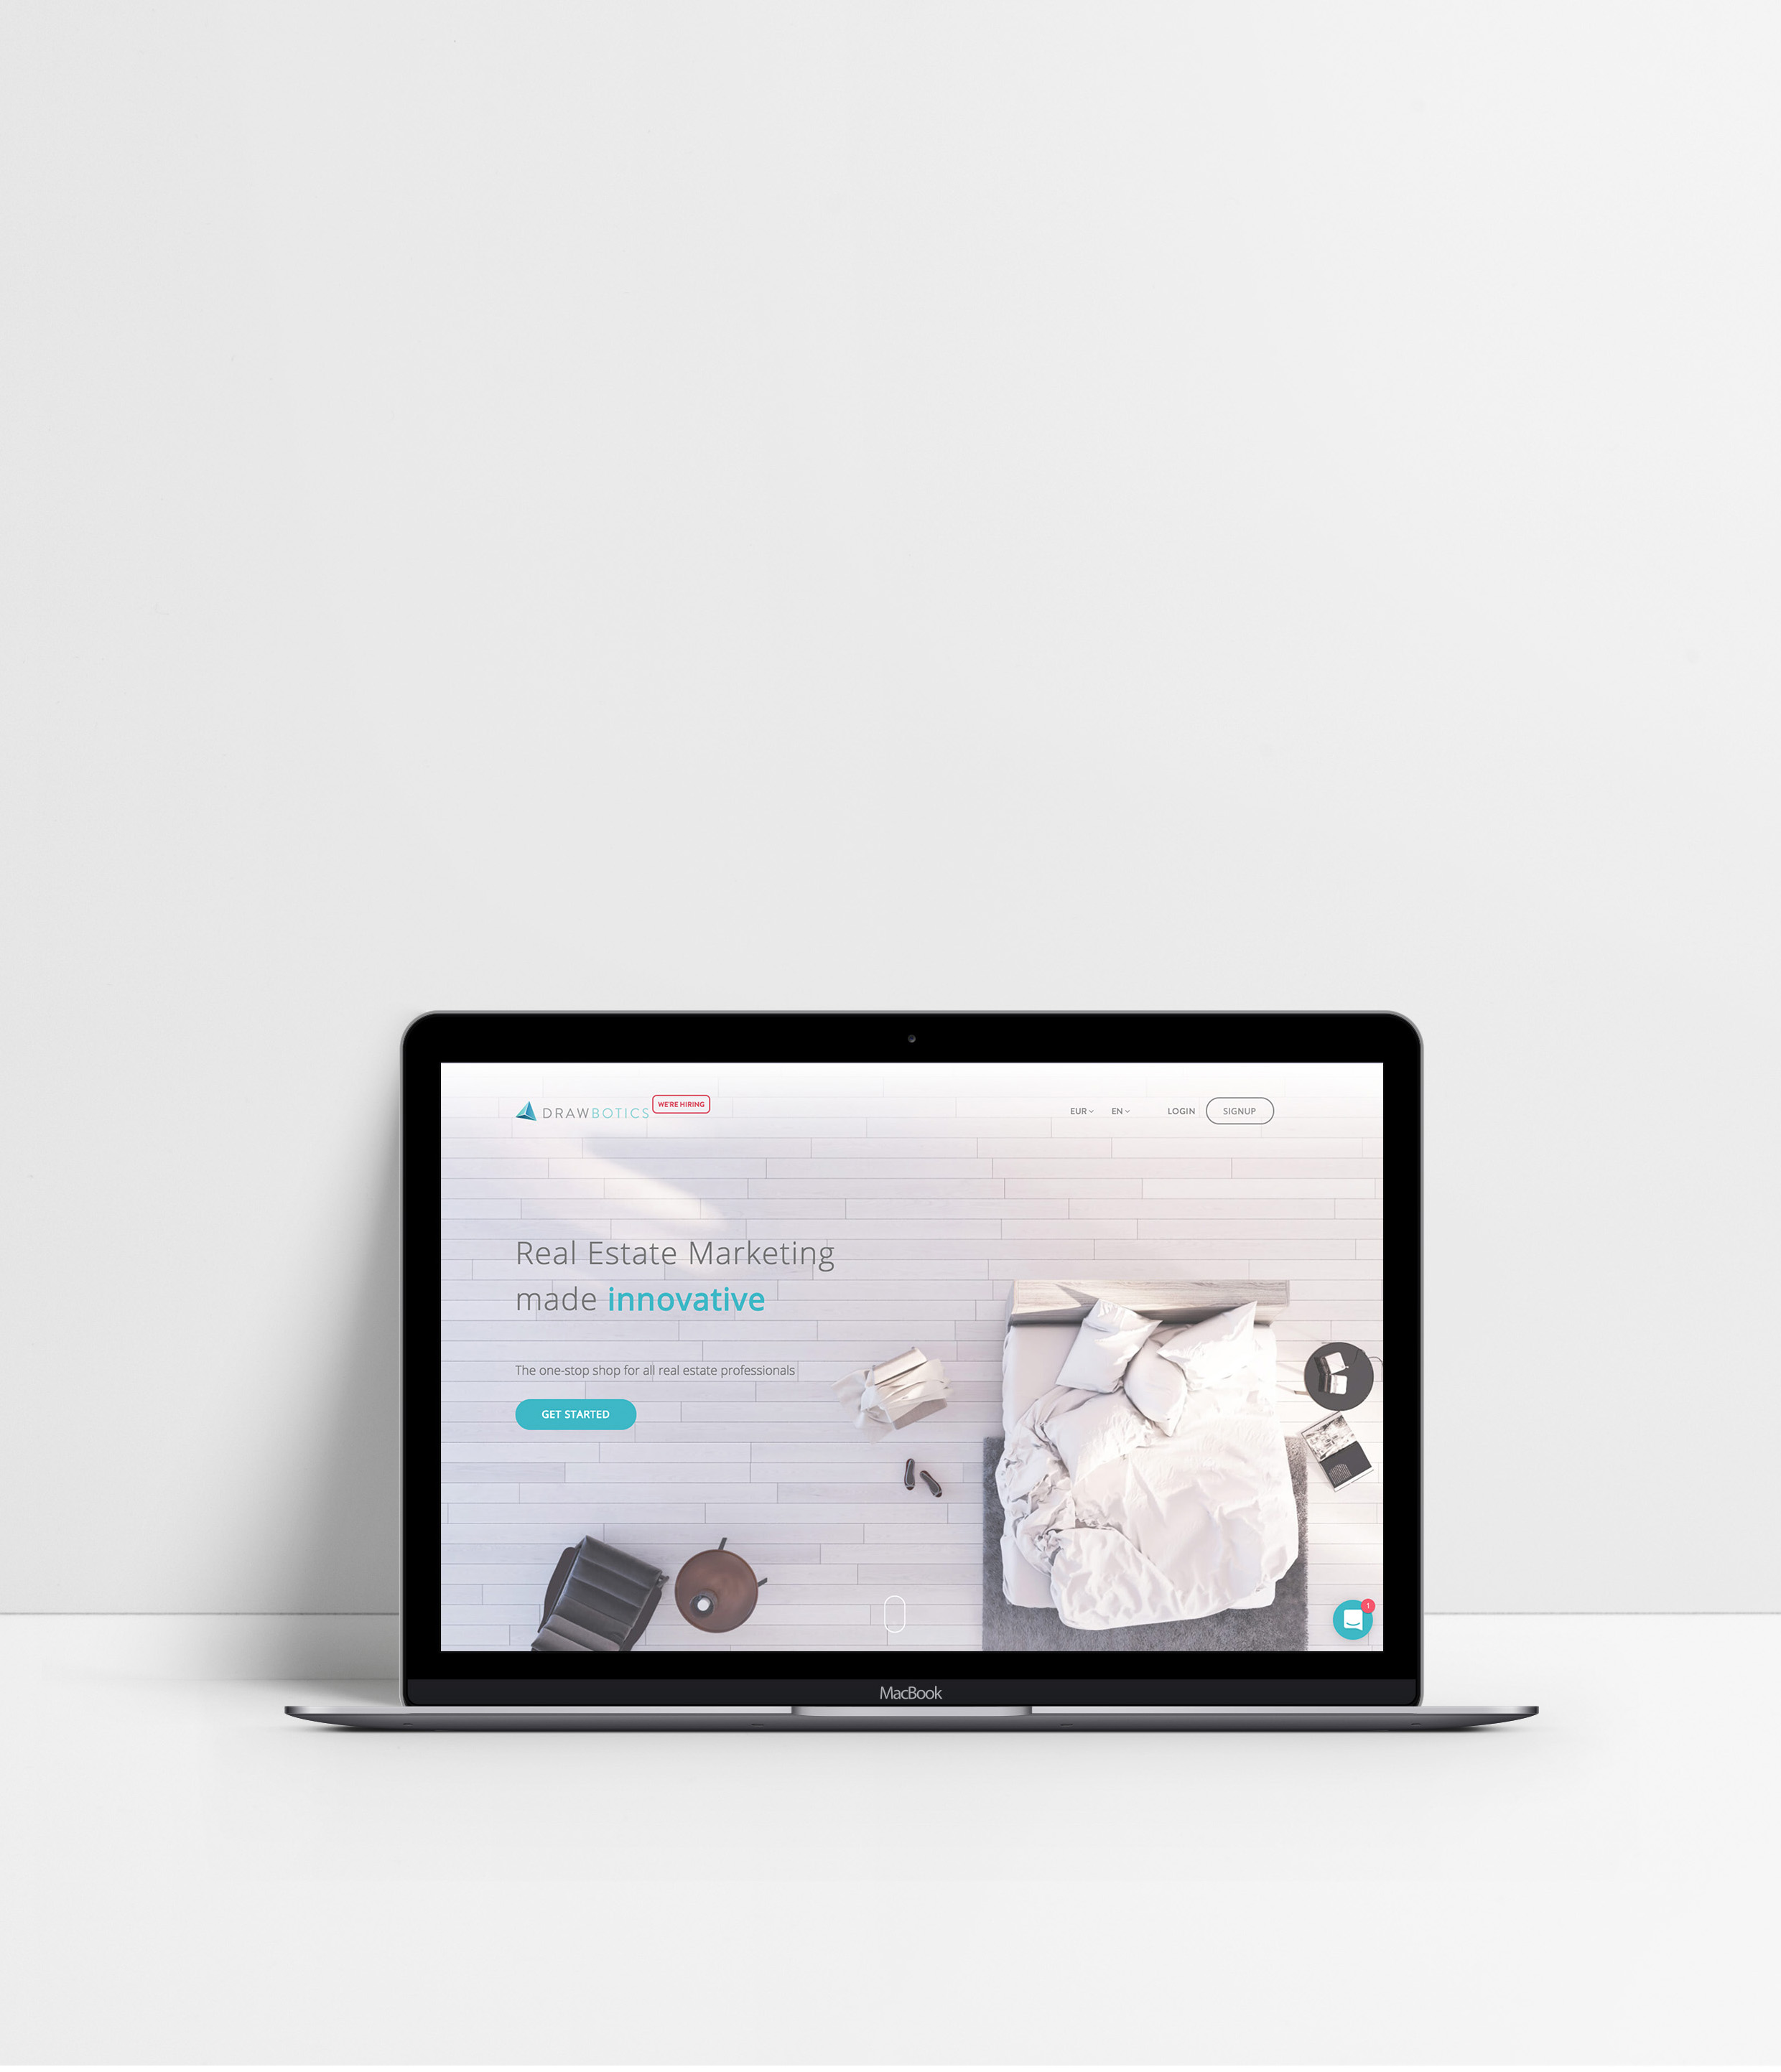 DRAWBOTICS
WE'RE HIRING
EUR
EN
LOGIN
SIGNUP
Real Estate Marketing
made innovative
The one-stop shop for all real estate professionals
GET STARTED
1
MacBook